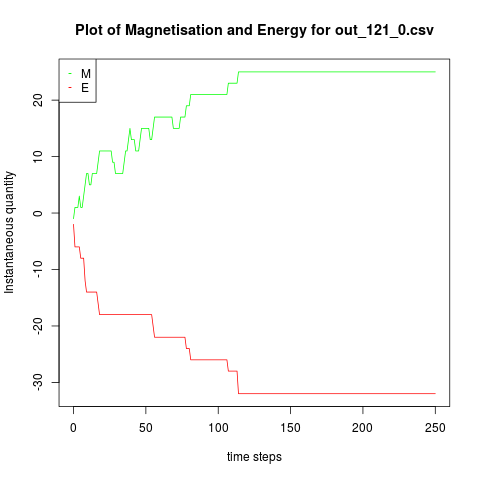 Plot of Magnetisation and Energy for out_121_0.csv
M
E
Instantaneous quantity
20
10
0
-10
-20
-30
0 50 100 150 200 250
time steps